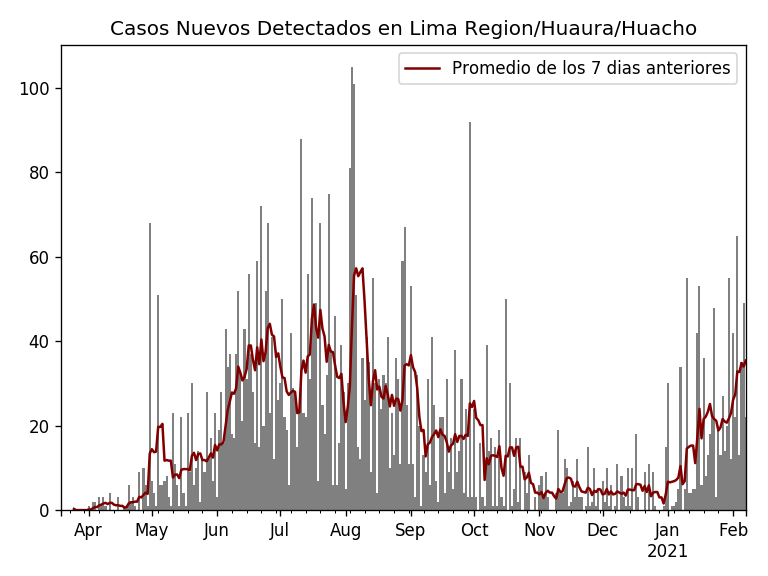 Casos Nuevos Detectados en Lima Region/Huaura/Huacho
Promedio de los 7 dias anteriores
100
80
60
40
20
0
Apr May Jun Jul Aug Sep Oct Nov Dec Jan Feb
2021